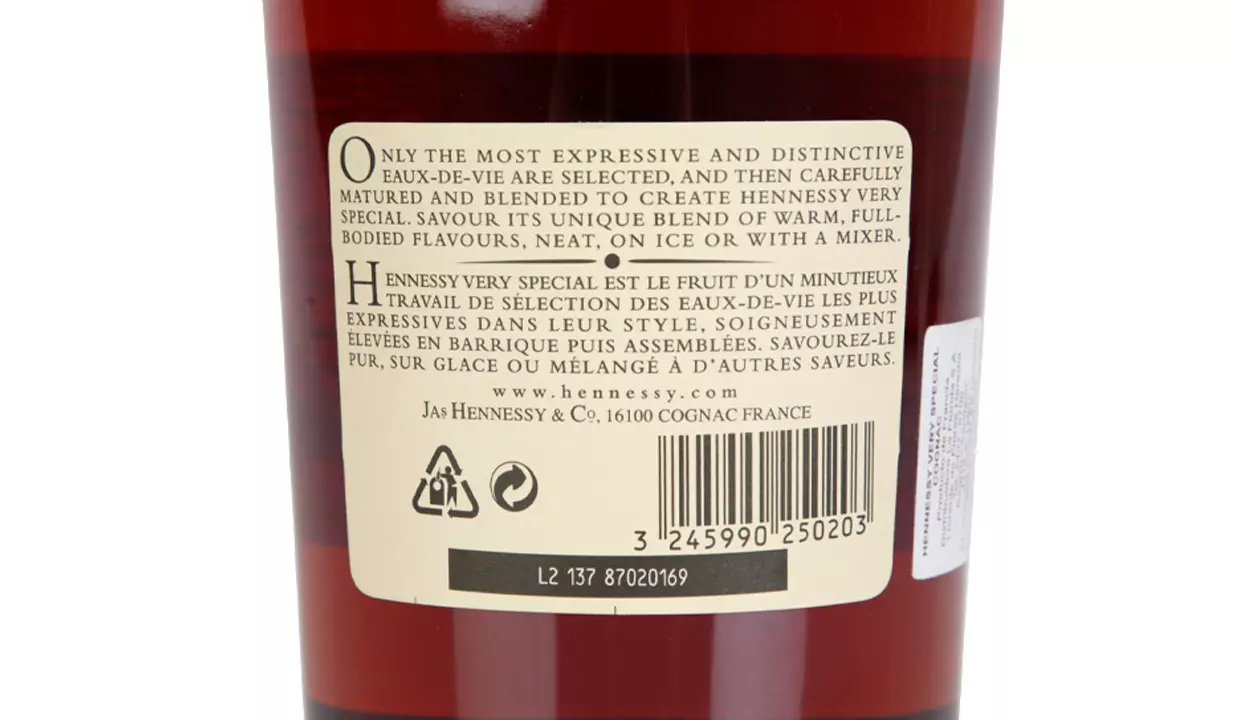 ONLY THE MOST EXPRESSIVE AND DISTINCTIVE
EAUX-DE-VIE ARE SELECTED, AND THEN CAREFULLY
MATURED AND BLENDED TO CREATE HENNESSY VERY
SPECIAL. SAVOUR ITS UNIQUE BLEND OF WARM, FULL-
BODIED FLAVOURS, NEAT, ON ICE OR WITH A MIXER.
HENNESSY VERY SPECIAL EST LE FRUIT D'UN MINUTIEUX
TRAVAIL DE SÉLECTION DES EAUX-DE-VIE LES PLUS
EXPRESSIVES DANS LEUR STYLE, SOIGNEUSEMENT
ÉLEVÉES EN BARRIQUE PUIS ASSEMBLÉES. SAVOUREZ-LE
PUR, SUR GLACE OU MÉLANGÉ À D'AUTRES SAVEURS.
www.hennessy.com
JAS HENNESSY & Co, 16100 COGNAC FRANCE
3 245990 250203
L2 137 87020169
HENNESSY VERY SPECIAL
COGNAC
Producto de Francia